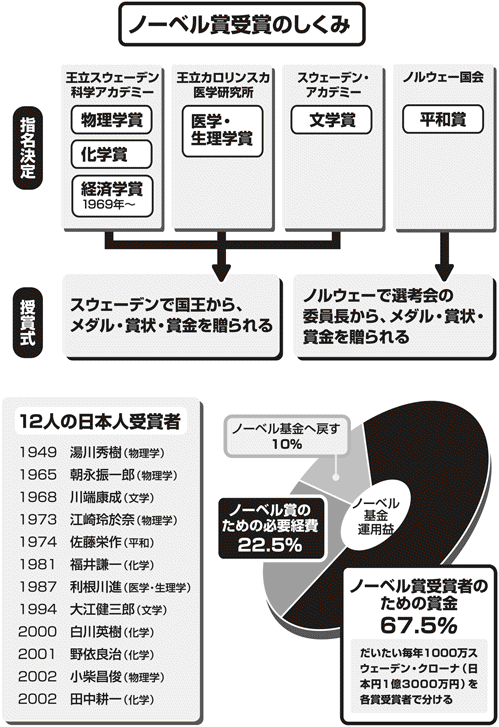 ノーベル賞受賞のしくみ
指名決定
王立スウェーデン
科学アカデミー
物理学賞
化学賞
経済学賞
1969年~
王立カロリンスカ
医学研究所
医学・
生理学賞
スウェーデン・
アカデミー
文学賞
ノルウェー国会
平和賞
授賞式
スウェーデンで国王から、
メダル・賞状・賞金を贈られる
ノルウェーで選考会の
委員長から、メダル・賞状・
賞金を贈られる
12人の日本人受賞者
1949 湯川秀樹(物理学)
1965 朝永振一郎(物理学)
1968 川端康成(文学)
1973 江崎玲於奈(物理学)
1974 佐藤栄作(平和)
1981 福井謙一(化学)
1987 利根川進(医学・生理学)
1994 大江健三郎(文学)
2000 白川英樹(化学)
2001 野依良治(化学)
2002 小柴昌俊(物理学)
2002 田中耕一(化学)
ノーベル基金へ戻す
10%
ノーベル賞の
ための必要経費
22.5%
ノーベル
基金
運用益
ノーベル賞受賞者の
ための賞金
67.5%
だいたい毎年1000万ス
ウェーデン・クローナ(日
本円1億3000万円)を
各賞受賞者で分ける